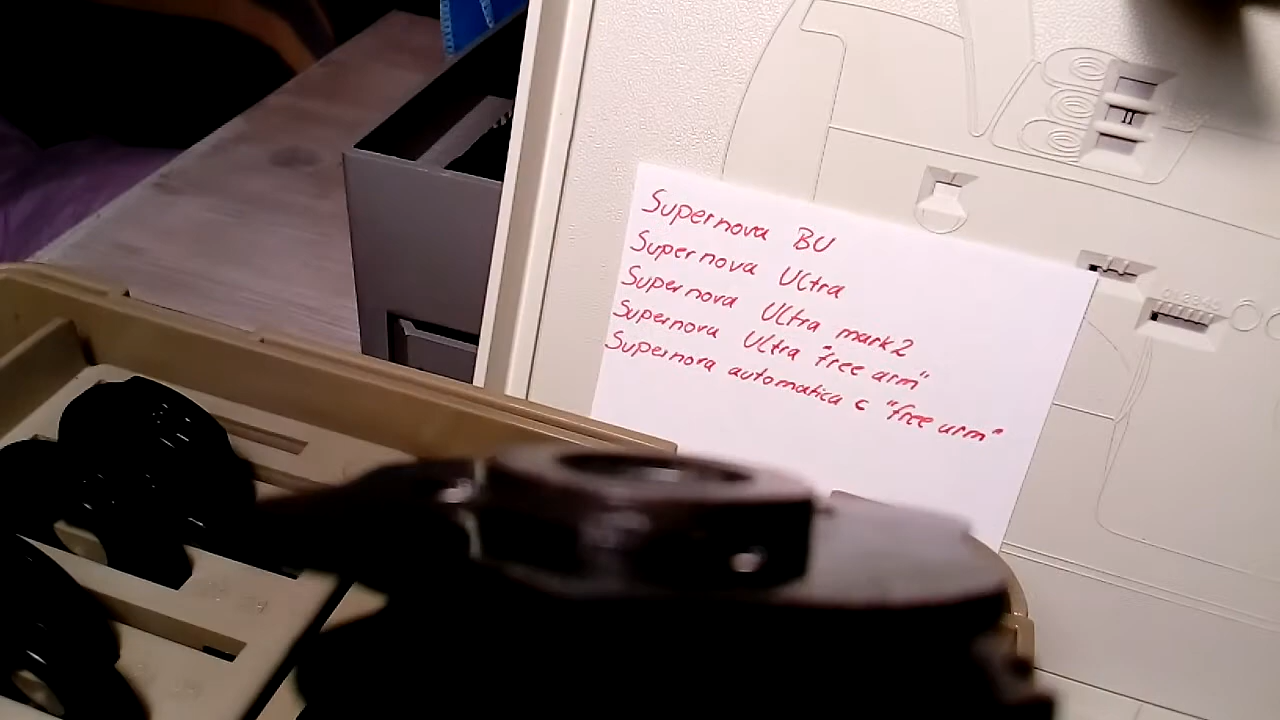 Supernova BU
Supernova Ultra
Supernova Ultra mark2
Supernova Ultra "free arm"
Supernova automatica c "free arm"